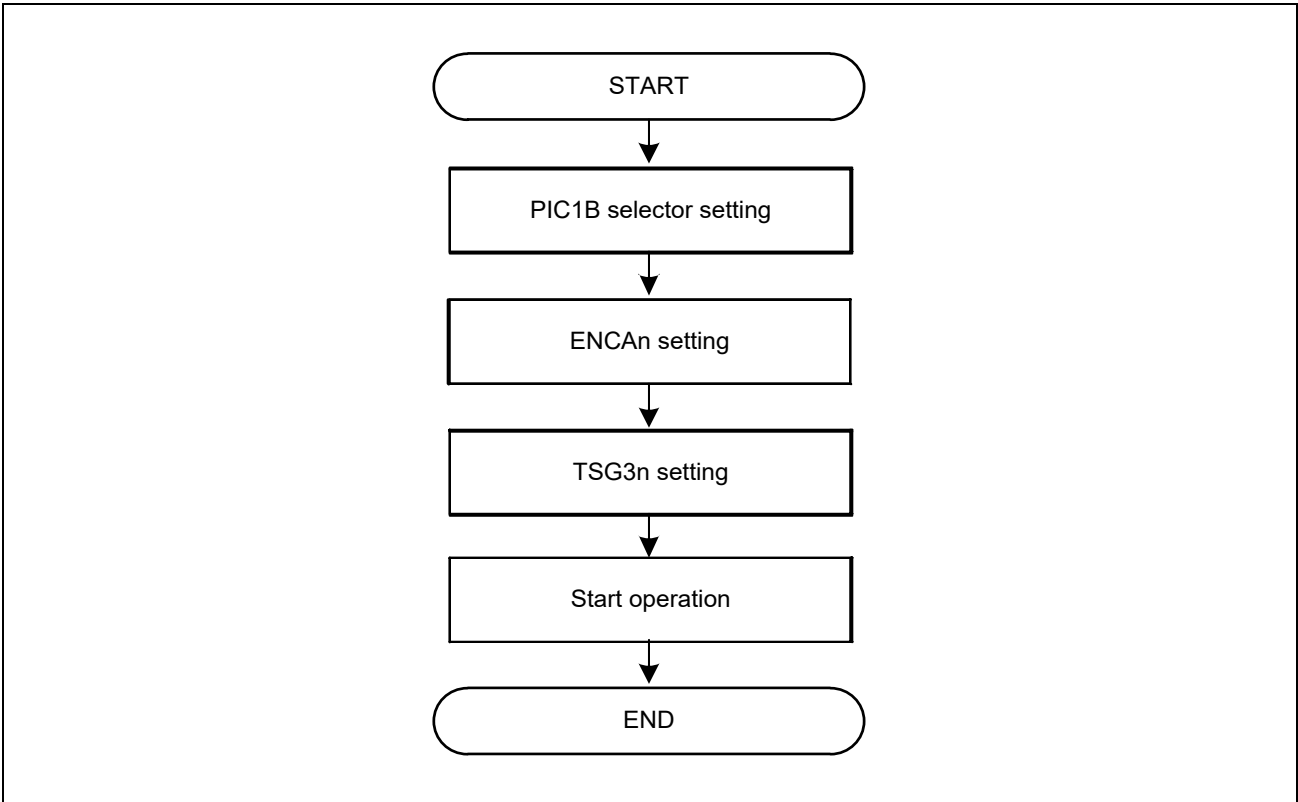 START
PIC1B selector setting
ENCAn setting
TSG3n setting
Start operation
END